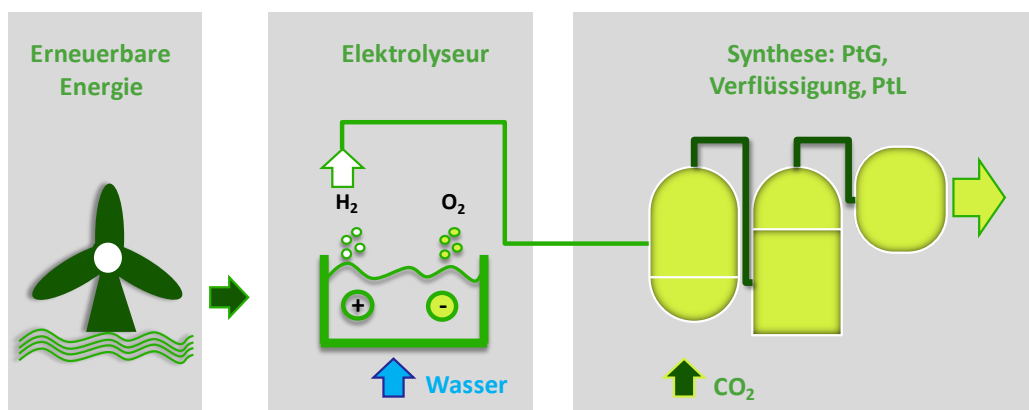 Erneuerbare
Energie
Elektrolyseur
Synthese: PtG,
Verflüssigung, PtL
H₂
O₂
+
-
Wasser
CO₂